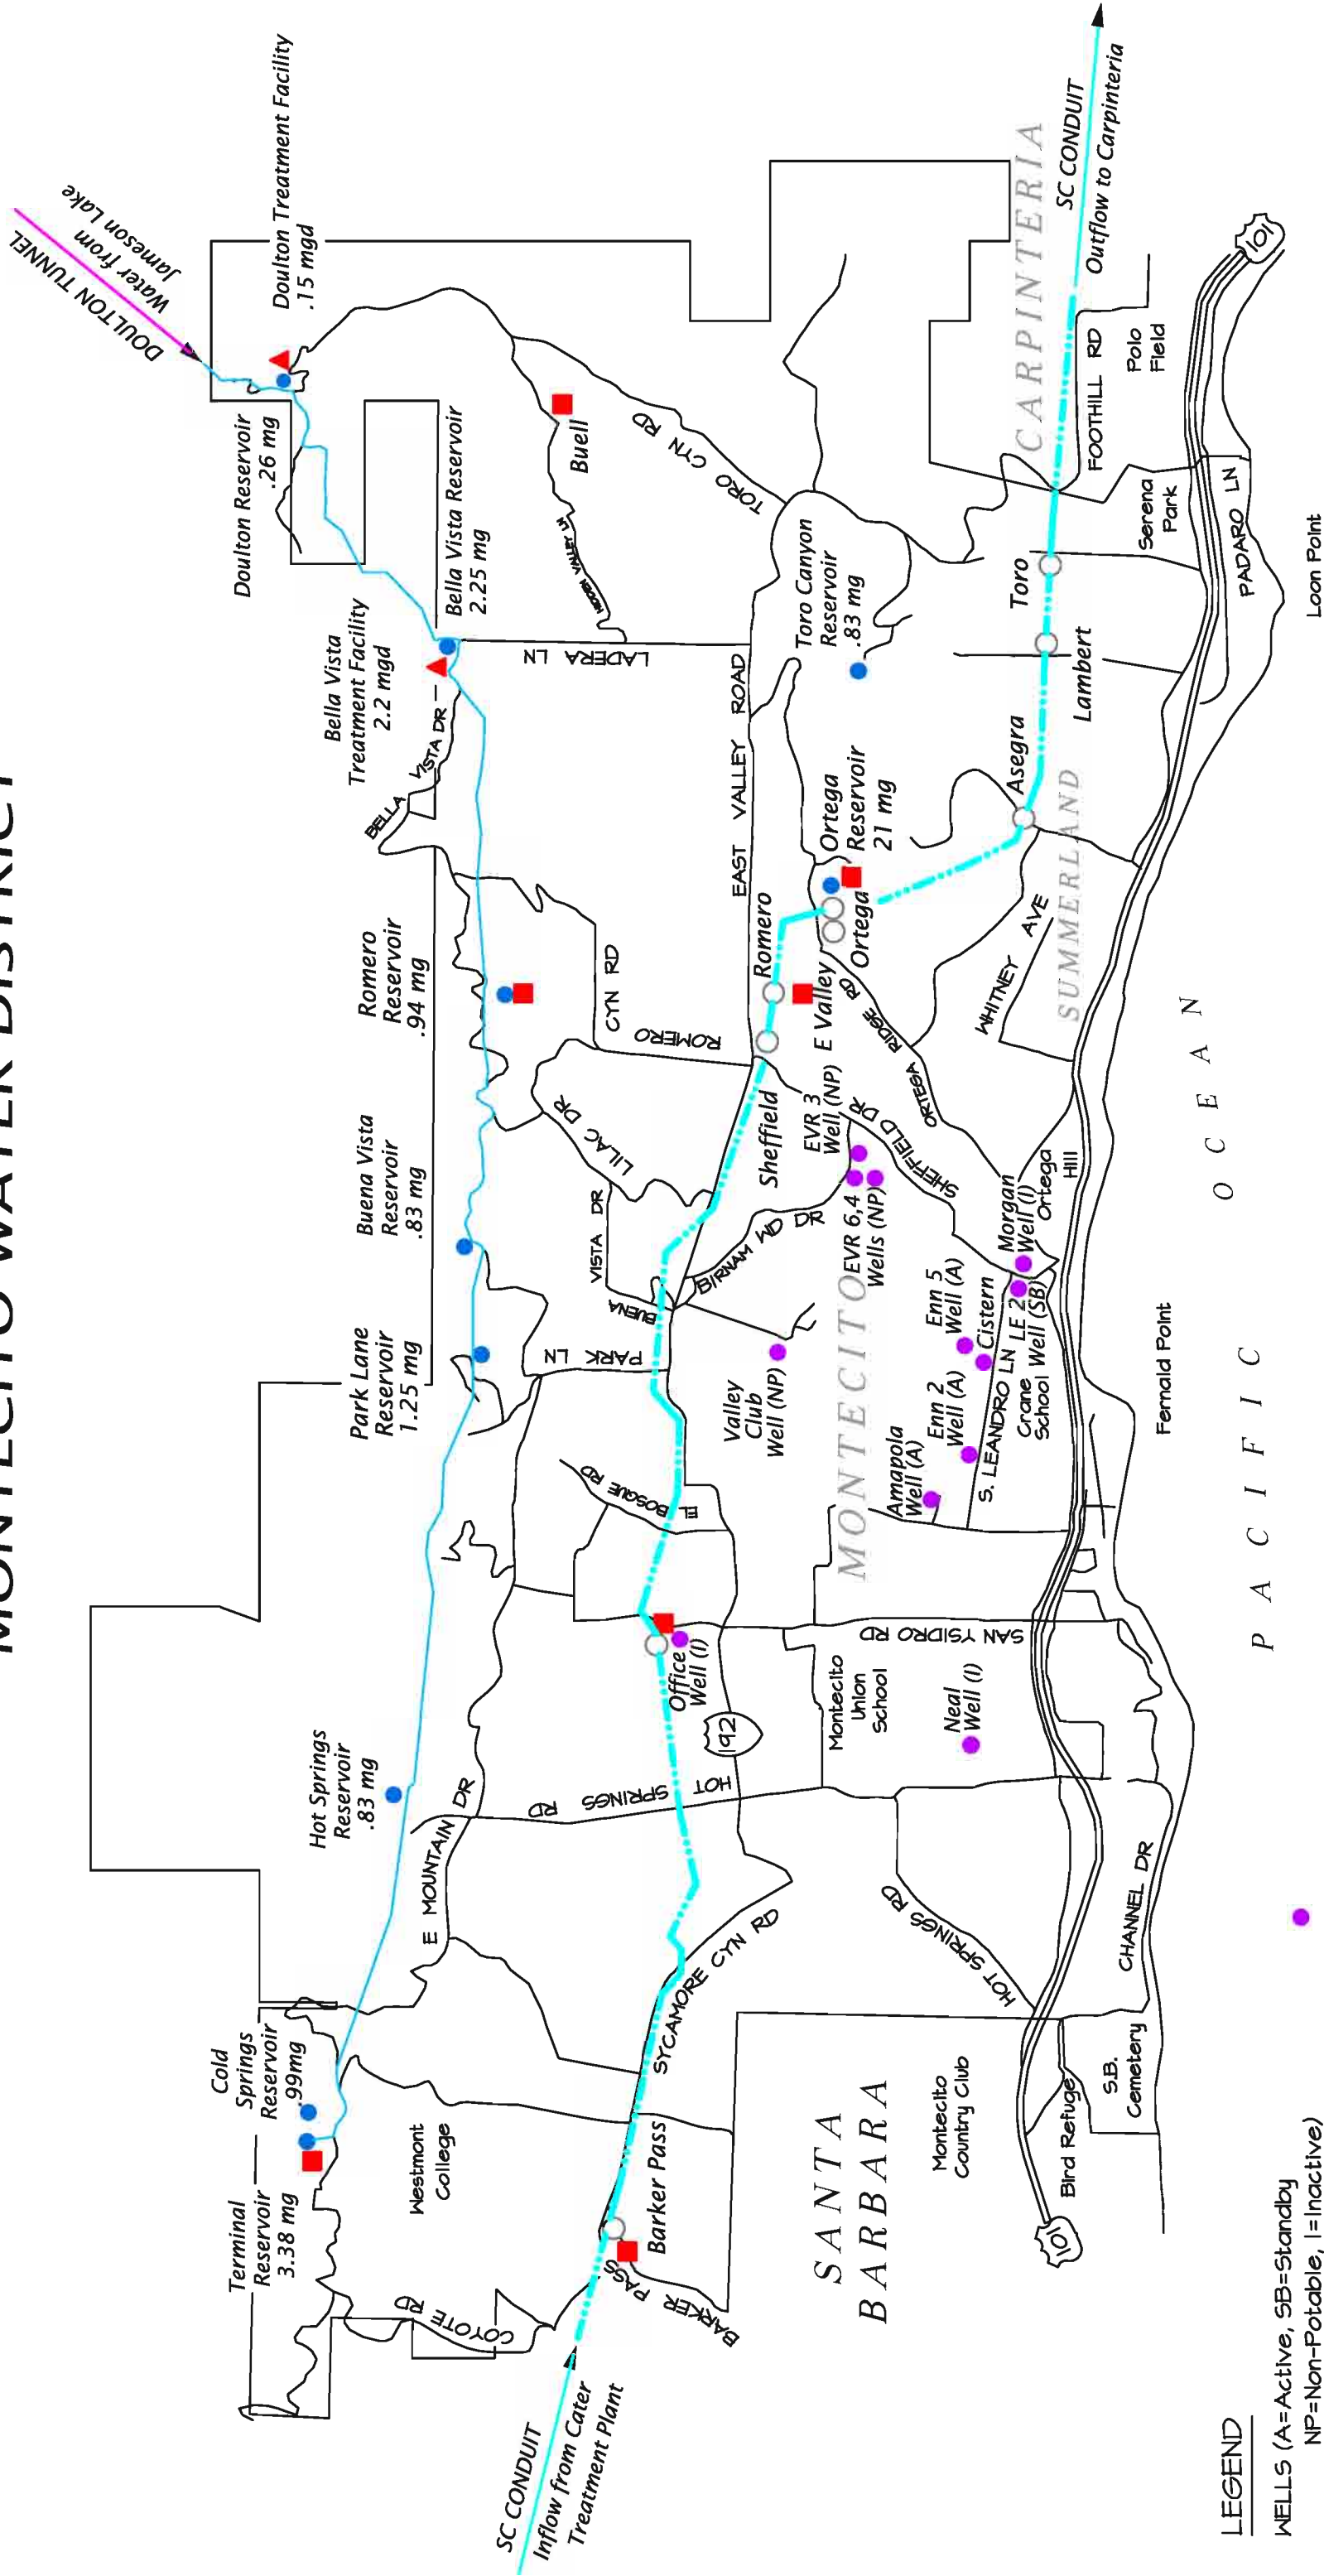 MONTECITO WATER DISTRICT
DOULTON TUNNEL
Water from
Jameson Lake
Doulton Treatment Facility
.15 mgd
Doulton Reservoir
.26 mg
Bella Vista
Treatment Facility
2.2 mgd
Bella Vista Reservoir
2.25 mg
BELLA
VISTA DR
Romero
Reservoir
.94 mg
Buena Vista
Reservoir
.83 mg
Park Lane
Reservoir
1.25 mg
Hot Springs
Reservoir
.83 mg
Cold
Springs
Reservoir
.99mg
Terminal
Reservoir
3.38 mg
COYOTE RD
Westmont
College
E MOUNTAIN DR
HOT SPRINGS RD
PARK LN
EL BOSQUE RD
BUENA
VISTA DR
LILAC DR
ROMERO
CYN RD
LADERA LN
HIDDEN VALLEY LN
Buell
TORO CYN RD
SC CONDUIT
Inflow from Cater
Treatment Plant
BARKER PASS
Barker Pass
SYCAMORE CYN RD
Office
Well (I)
192
BIRNAM WD DR
Sheffield
Romero
EAST VALLEY ROAD
E Valley
Ortega
Ortega
Reservoir
21 mg
Toro Canyon
Reservoir
.83 mg
Valley
Club
Well (NP)
EVR 3
Well (NP)
EVR 6,4
Wells (NP)
SHEFFIELD DR
ORTEGA RIDGE RD
MONTECITO
SANTA
BARBARA
Montecito
Country Club
HOT SPRINGS RD
Montecito
Union
School
SAN YSIDRO RD
Neal
Well (I)
Amapola
Well (A)
Enn 2
Well (A)
Enn 5
Well (A)
Cistern
S. LEANDRO LN
LE 2
Well (SB)
Crane
School
Morgan
Well (I)
Ortega
Hill
WHITNEY AVE
SUMMERLAND
Asegra
Lambert
Toro
CARPINTERIA
SC CONDUIT
Outflow to Carpinteria
FOOTHILL RD
Polo
Field
Serena
Park
PADARO LN
101
101
Bird Refuge
S.B.
Cemetery
CHANNEL DR
Fernald Point
Loon Point
PACIFIC OCEAN
LEGEND
WELLS (A=Active, SB=Standby
NP=Non-Potable, I=Inactive)